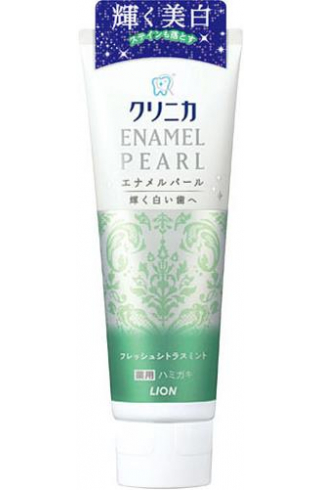 輝く美白
ステインも落とす
クリニカ
ENAMEL
PEARL
エナメルパール
輝く白い歯へ
フレッシュシトラスミント
薬用 ハミガキ
LION